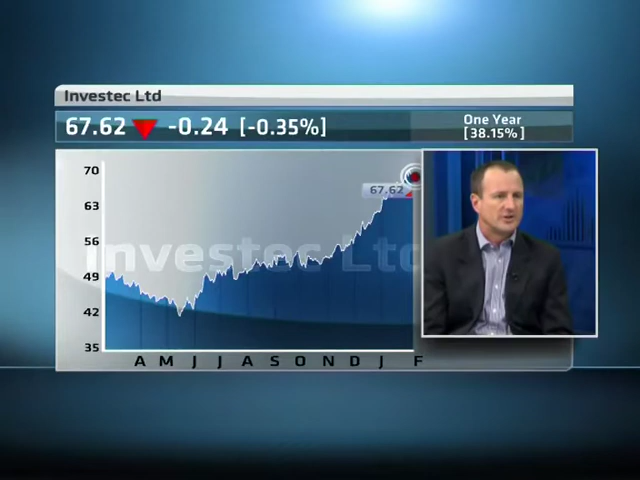 Investec Ltd
67.62 -0.24 [-0.35%]
One Year
[38.15%]
70
63
56
49
42
35
67.62
Investec Ltd
A M J J A S O N D J F